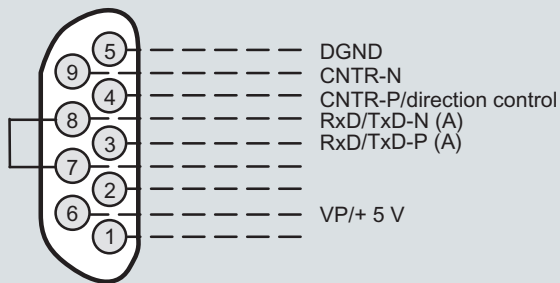 5 DGND
9 CNTR-N
4 CNTR-P/direction control
8 RxD/TxD-N (A)
3 RxD/TxD-P (A)
7
2
6 VP/+ 5 V
1